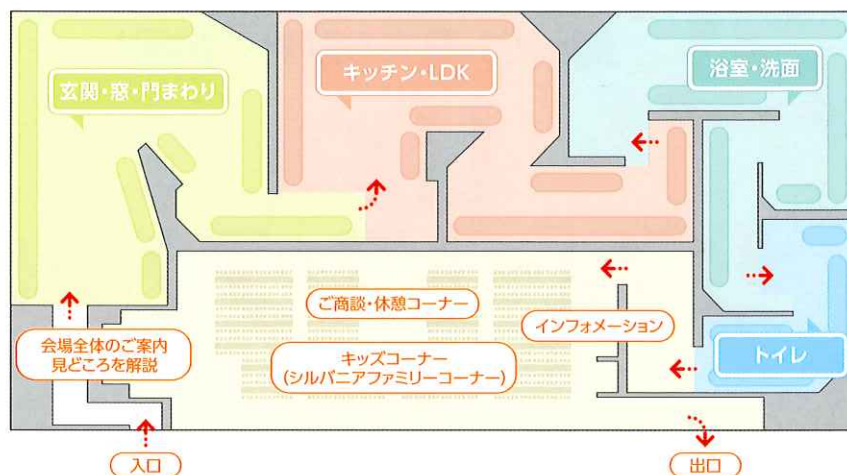 玄関・窓・門まわり
キッチン・LDK
浴室・洗面
ご商談・休憩コーナー
インフォメーション
会場全体のご案内
見どころを解説
キッズコーナー
(シルバニアファミリーコーナー)
トイレ
入口
出口